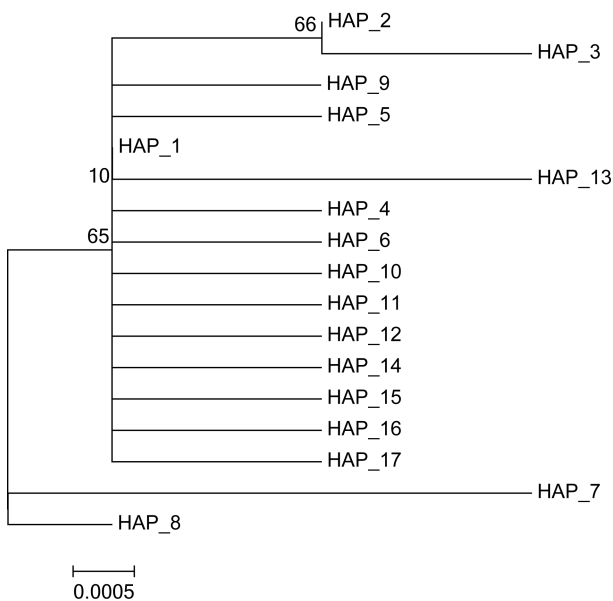 66 HAP_2
HAP_3
HAP_9
HAP_5
HAP_1
10 HAP_13
HAP_4
65 HAP_6
HAP_10
HAP_11
HAP_12
HAP_14
HAP_15
HAP_16
HAP_17
HAP_7
HAP_8
0.0005